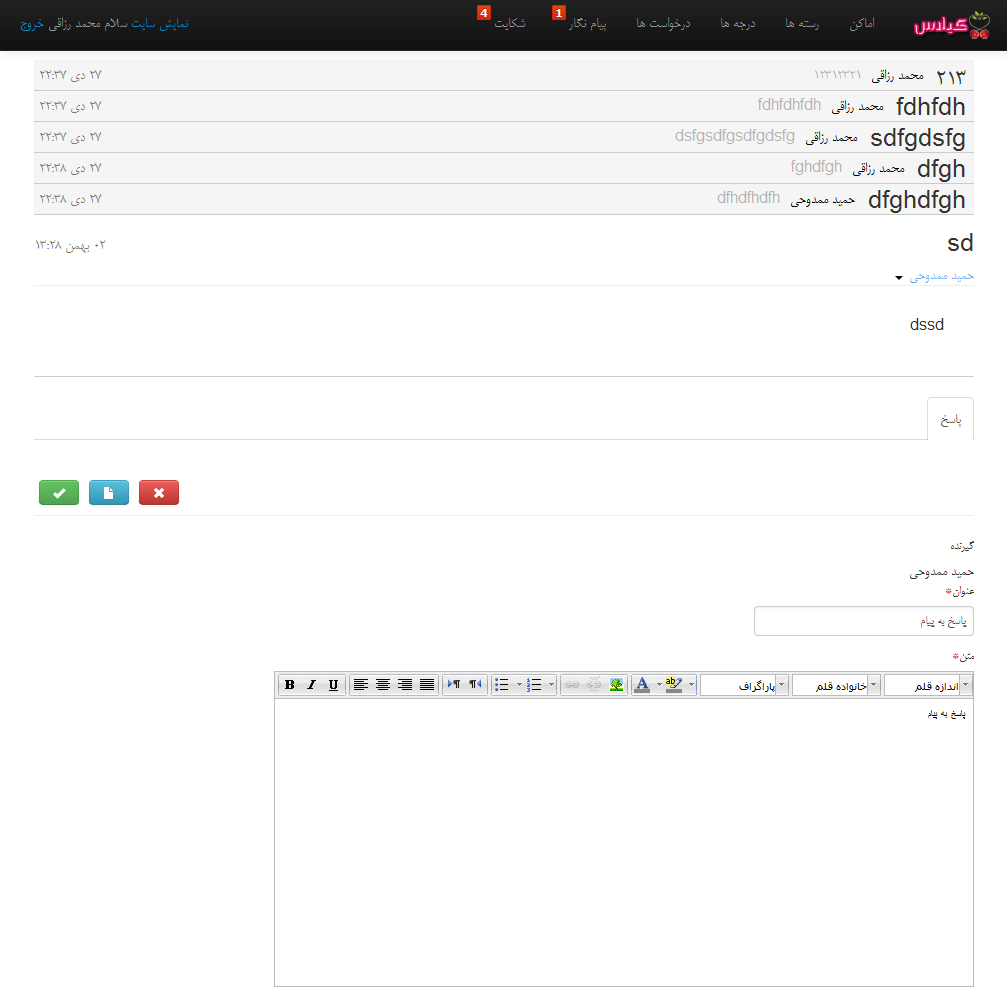 گیلاس اماکن رسته ها درجه ها درخواست ها پیام نگار 1 شکایت 4 نمایش سایت سلام محمد رزاقی خروج
۲۱۳ محمد رزاقی ۱۲۳۱۲۳۲۱ ۲۷ دی ۲۲:۳۷
fdhfdh محمد رزاقی fdhfdhfdh ۲۷ دی ۲۲:۳۷
sdfgdsfg محمد رزاقی dsfgsdfgsdfgdsfg ۲۷ دی ۲۲:۳۷
dfgh محمد رزاقی fghdfgh ۲۷ دی ۲۲:۳۸
dfghdfgh حمید ممدوحی dfhdfhdfh ۲۷ دی ۲۲:۳۸
sd ۰۲ بهمن ۱۳:۲۸
حمید ممدوحی
dssd
پاسخ
گیرنده
حمید ممدوحی
عنوان*
پاسخ به پیام
متن*
اندازه قلم خانواده قلم پاراگراف
پاسخ به پیام